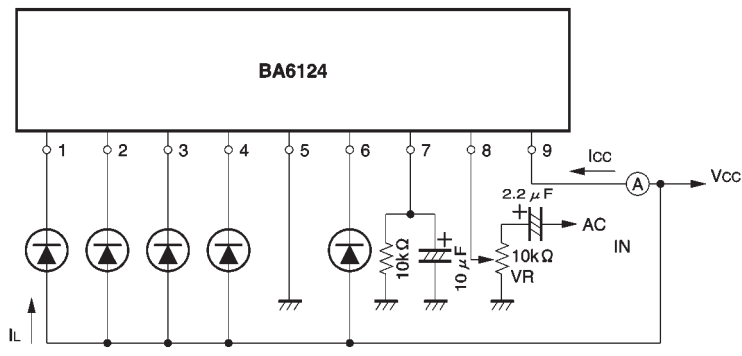 BA6124
1 2 3 4 5 6 7 8 9
ICC
A
VCC
2.2 μF
+
AC
IN
+
10kΩ
10 μF
10kΩ
VR
IL